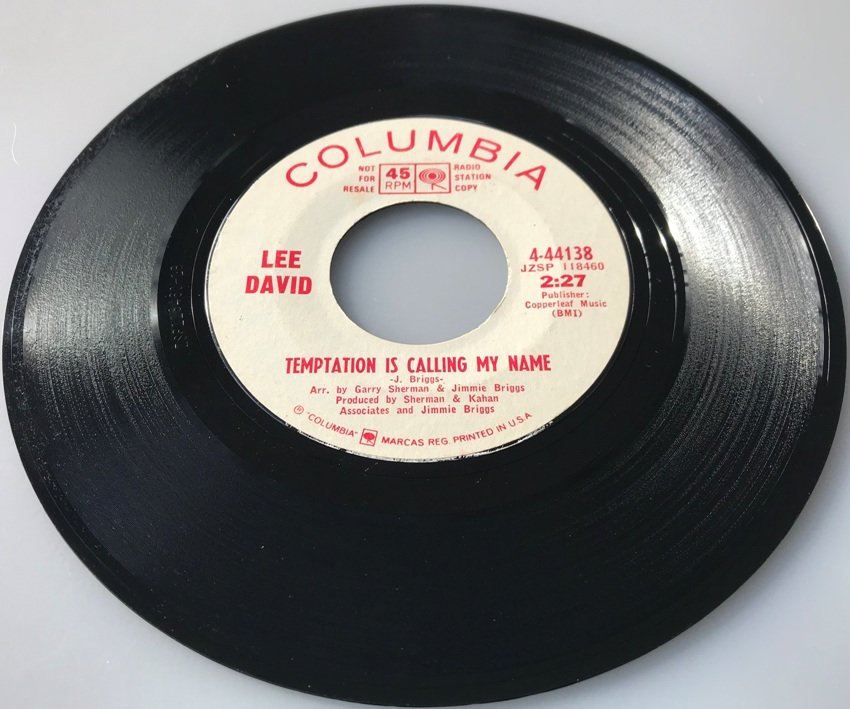 COLUMBIA
NOT
FOR
RESALE
45
RPM
RADIO
STATION
COPY
LEE
DAVID
4-44138
JZSP 118460
2:27
Publisher:
Copperleaf Music
(BMI)
TEMPTATION IS CALLING MY NAME
-J. Briggs-
Arr. by Garry Sherman & Jimmie Briggs
Produced by Sherman & Kahan
Associates and Jimmie Briggs
® "COLUMBIA" MARCAS REG. PRINTED IN U.S.A.